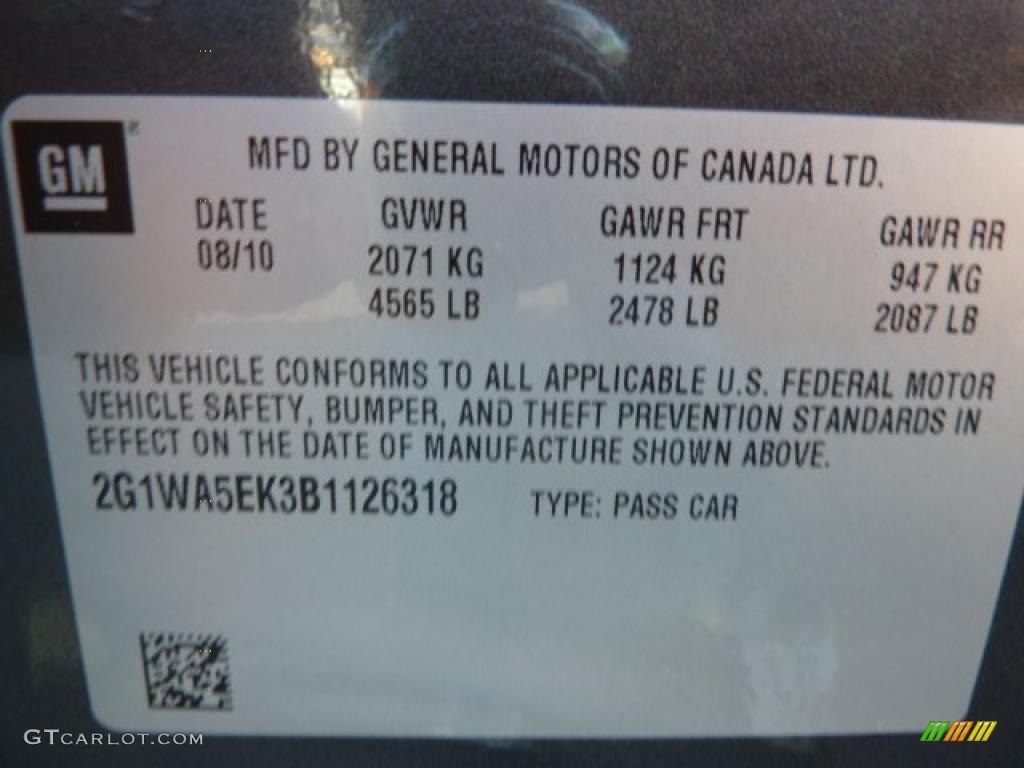 GM
MFD BY GENERAL MOTORS OF CANADA LTD.
DATE GVWR GAWR FRT GAWR RR
08/10 2071 KG 1124 KG 947 KG
4565 LB 2478 LB 2087 LB
THIS VEHICLE CONFORMS TO ALL APPLICABLE U.S. FEDERAL MOTOR
VEHICLE SAFETY, BUMPER, AND THEFT PREVENTION STANDARDS IN
EFFECT ON THE DATE OF MANUFACTURE SHOWN ABOVE.
2G1WA5EK3B1126318 TYPE: PASS CAR
GTCARLOT.COM